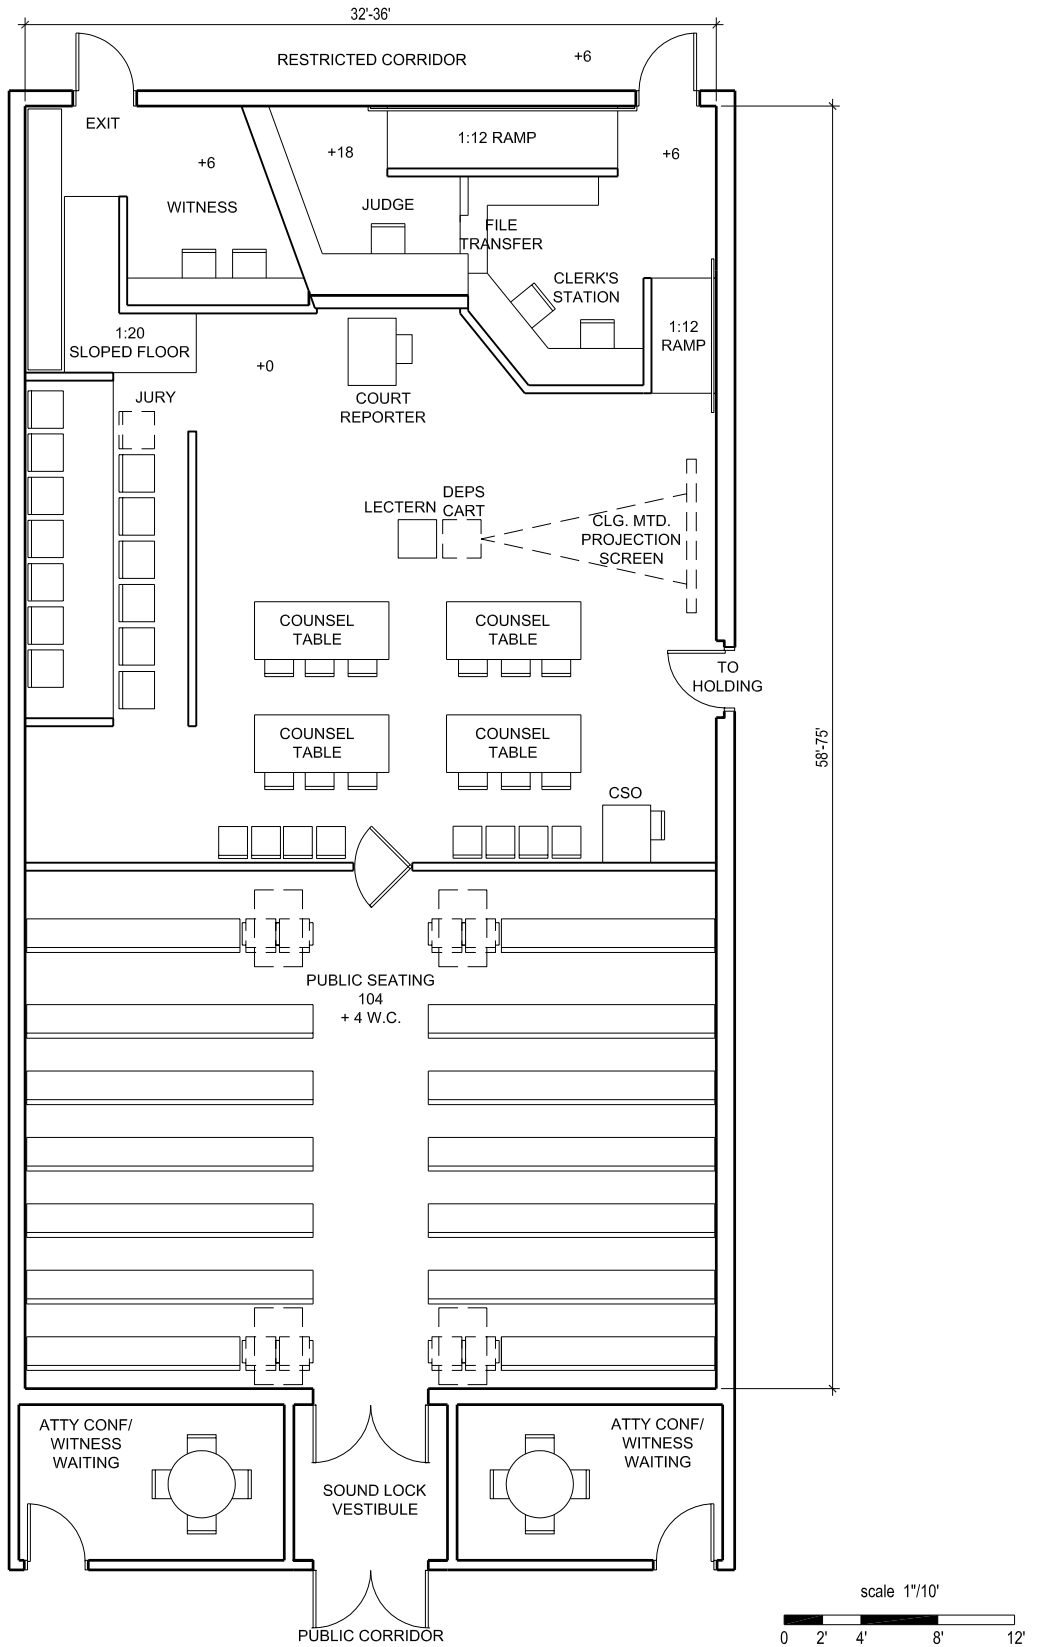 32'-36'
RESTRICTED CORRIDOR
+6
EXIT
+6
WITNESS
+18
JUDGE
1:12 RAMP
+6
FILE
TRANSFER
CLERK'S
STATION
1:12
RAMP
1:20
SLOPED FLOOR
+0
COURT
REPORTER
JURY
LECTERN
DEPS
CART
CLG. MTD.
PROJECTION
SCREEN
COUNSEL
TABLE
COUNSEL
TABLE
TO
HOLDING
COUNSEL
TABLE
COUNSEL
TABLE
58'-75'
CSO
PUBLIC SEATING
104
+ 4 W.C.
ATTY CONF/
WITNESS
WAITING
SOUND LOCK
VESTIBULE
ATTY CONF/
WITNESS
WAITING
PUBLIC CORRIDOR
scale 1"/10'
0 2' 4' 8' 12'